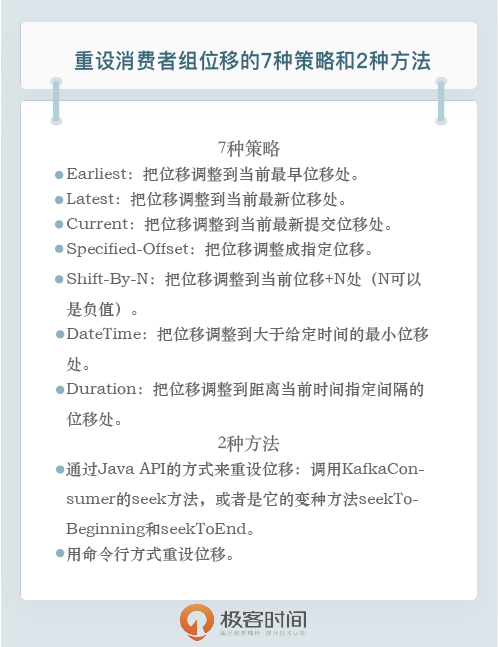 重设消费者组位移的7种策略和2种方法
7种策略
Earliest：把位移调整到当前最早位移处。
Latest：把位移调整到当前最新位移处。
Current：把位移调整到当前最新提交位移处。
Specified-Offset：把位移调整成指定位移。
Shift-By-N：把位移调整到当前位移+N处（N可以
是负值）。
DateTime：把位移调整到大于给定时间的最小位移
处。
Duration：把位移调整到距离当前时间指定间隔的
位移处。
2种方法
通过Java API的方式来重设位移：调用KafkaCon-
sumer的seek方法，或者是它的变种方法seekTo-
Beginning和seekToEnd。
用命令行方式重设位移。
极客时间